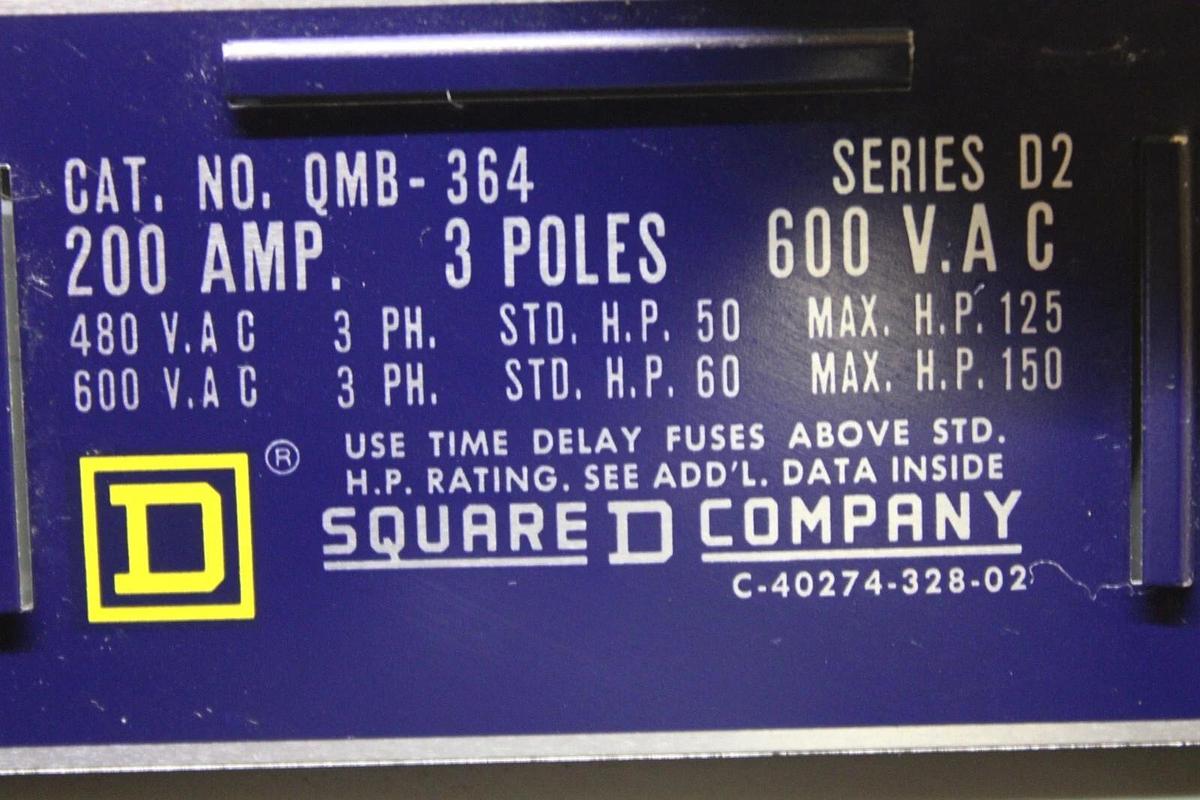 CAT. NO. QMB-364 SERIES D2
200 AMP. 3 POLES 600 V.A C
480 V.A C 3 PH. STD. H.P. 50 MAX. H.P. 125
600 V.A C 3 PH. STD. H.P. 60 MAX. H.P. 150
D ® USE TIME DELAY FUSES ABOVE STD.
H.P. RATING. SEE ADD'L. DATA INSIDE
SQUARE D COMPANY
C-40274-328-02